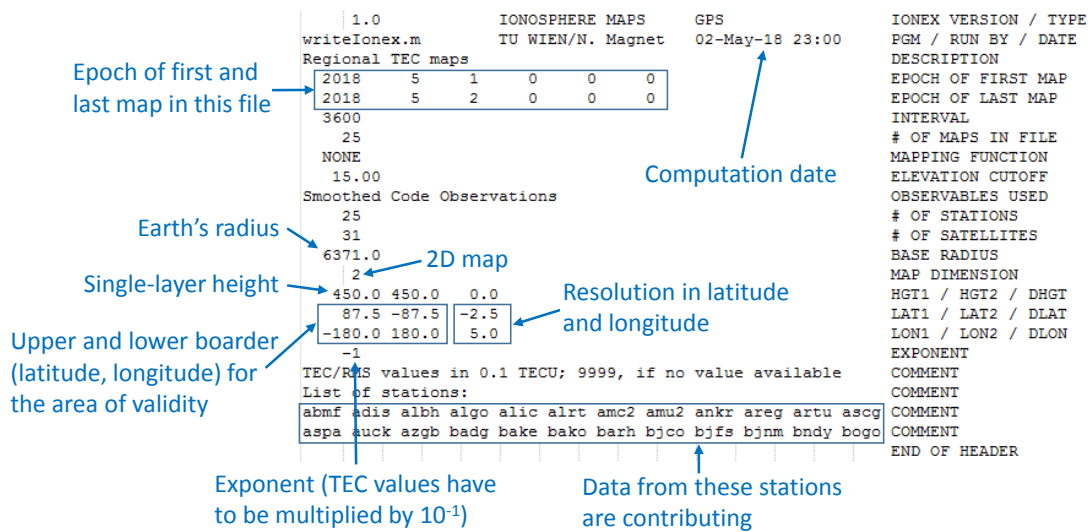 1.0 IONOSPHERE MAPS GPS IONEX VERSION / TYPE
writeIonex.m TU WIEN/N. Magnet 02-May-18 23:00 PGM / RUN BY / DATE
Regional TEC maps DESCRIPTION
2018 5 1 0 0 0 EPOCH OF FIRST MAP
2018 5 2 0 0 0 EPOCH OF LAST MAP
3600 INTERVAL
25 # OF MAPS IN FILE
NONE MAPPING FUNCTION
15.00 ELEVATION CUTOFF
Smoothed Code Observations OBSERVABLES USED
25 # OF STATIONS
31 # OF SATELLITES
6371.0 BASE RADIUS
2 MAP DIMENSION
450.0 450.0 0.0 HGT1 / HGT2 / DHGT
87.5 -87.5 -2.5 LAT1 / LAT2 / DLAT
-180.0 180.0 5.0 LON1 / LON2 / DLON
-1 EXPONENT
TEC/RMS values in 0.1 TECU; 9999, if no value available COMMENT
List of stations: COMMENT
abmf adis albh algo alic alrt amc2 amu2 ankr areg artu ascg COMMENT
aspa auck azgb badg bake bako barh bjco bjfs bjnm bndy bogo COMMENT
END OF HEADER
Epoch of first and
last map in this file
Computation date
Earth's radius
2D map
Single-layer height
Resolution in latitude
and longitude
Upper and lower boarder
(latitude, longitude) for
the area of validity
Exponent (TEC values have
to be multiplied by 10⁻¹)
Data from these stations
are contributing